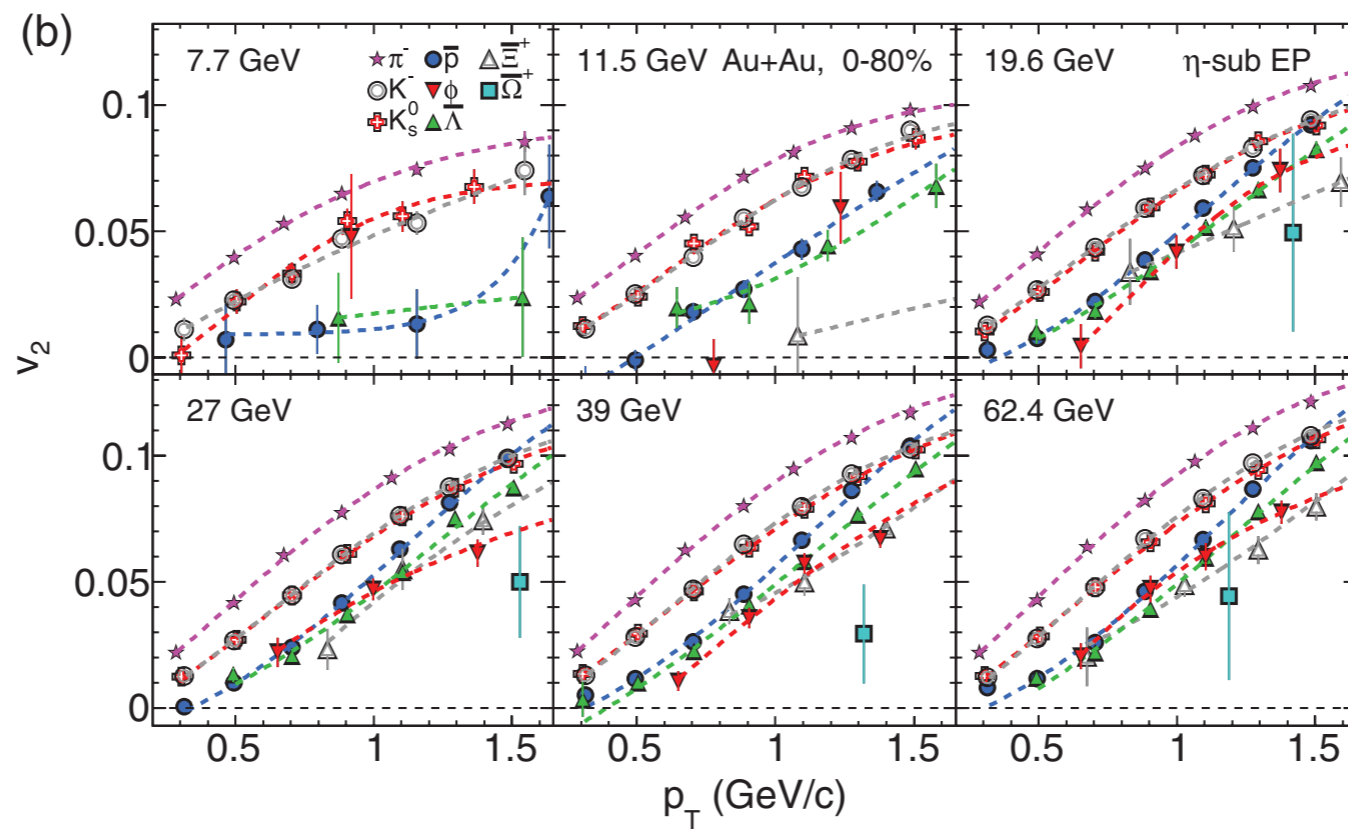 (b)
7.7 GeV
π⁻ p̄ Ξ̄⁺
K⁻ ϕ Ω̄⁺
K⁰ₛ Λ̄
11.5 GeV Au+Au, 0-80%
19.6 GeV η-sub EP
0.1
0.05
0
27 GeV
39 GeV
62.4 GeV
0.1
0.05
0
v₂
0.5 1 1.5 0.5 1 1.5 0.5 1 1.5
p_T (GeV/c)